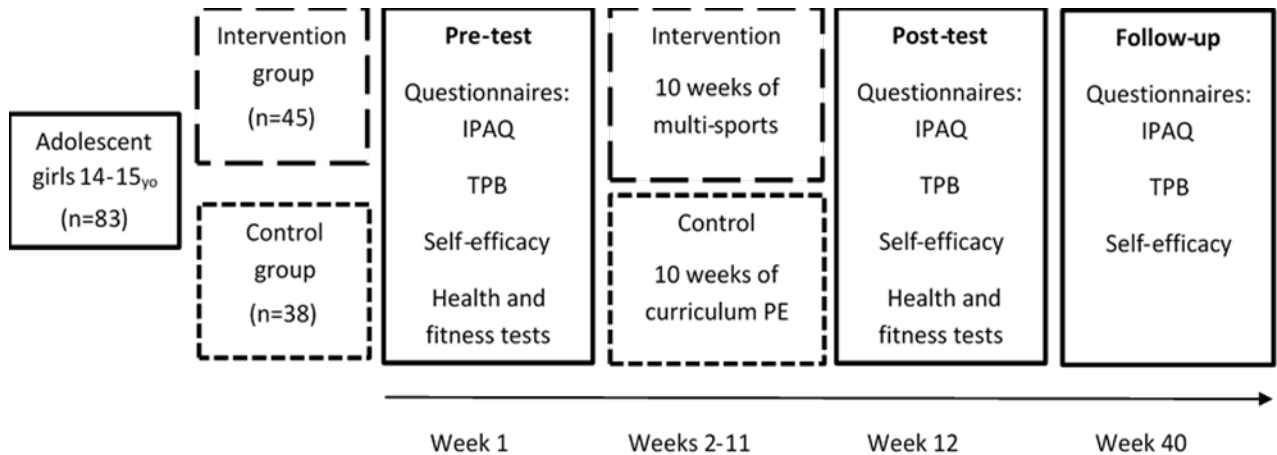 Adolescent
girls 14-15yo
(n=83)
Intervention
group
(n=45)
Control
group
(n=38)
Pre-test
Questionnaires:
IPAQ
TPB
Self-efficacy
Health and
fitness tests
Intervention
10 weeks of
multi-sports
Control
10 weeks of
curriculum PE
Post-test
Questionnaires:
IPAQ
TPB
Self-efficacy
Health and
fitness tests
Follow-up
Questionnaires:
IPAQ
TPB
Self-efficacy
Week 1
Weeks 2-11
Week 12
Week 40